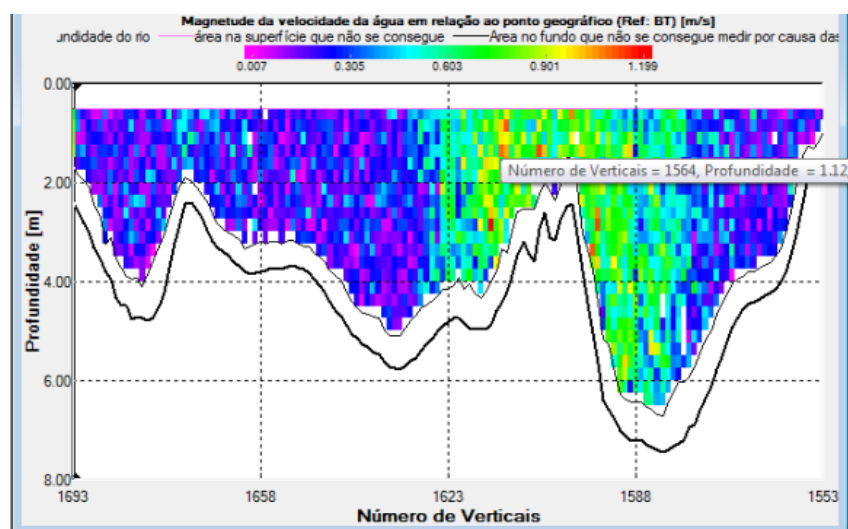 Magnitude da velocidade da água em relação ao ponto geográfico (Ref: BT) [m/s]
undidade do rio área na superfície que não se consegue Area no fundo que não se consegue medir por causa das
0.007 0.305 0.603 0.901 1.199
0.00
2.00
4.00
6.00
8.00
Profundidade [m]
Número de Verticais = 1564, Profundidade = 1.12
1693 1658 1623 1588 1553
Número de Verticais